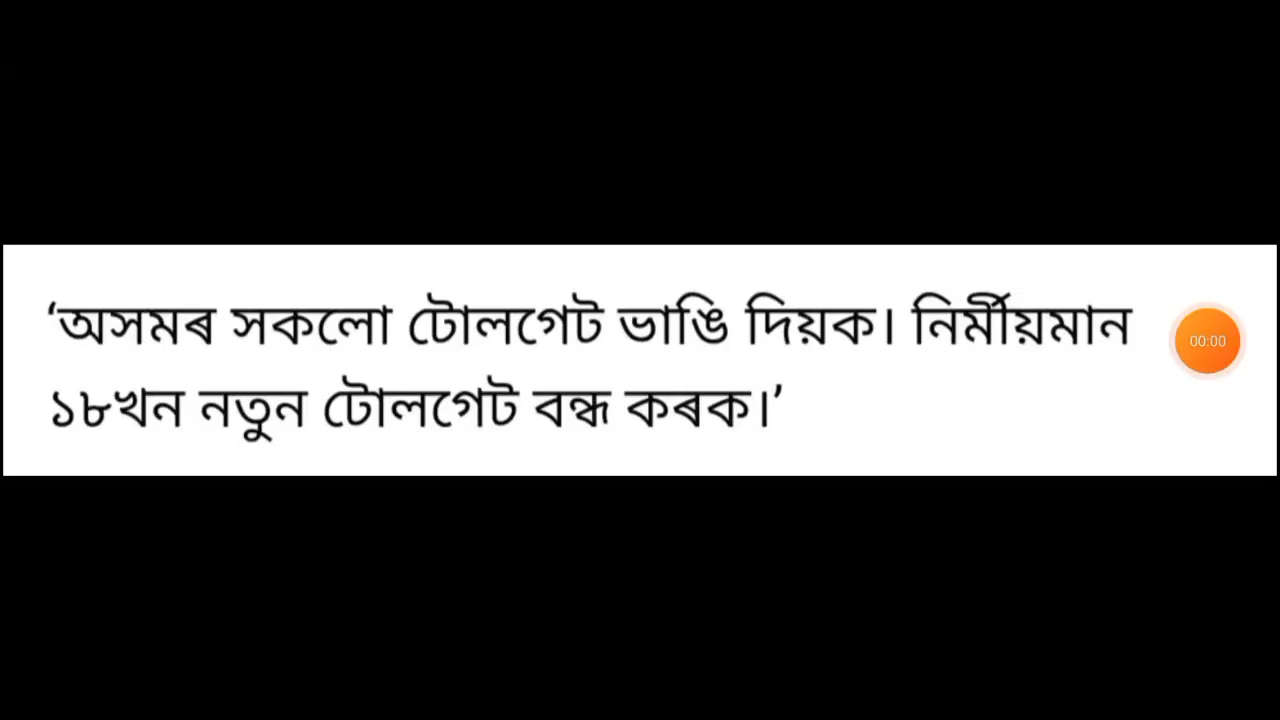 ‘অসমৰ সকলো টোলগেট ভাঙি দিয়ক। নিৰ্মীয়মান
১৮খন নতুন টোলগেট বন্ধ কৰক।’
00:00